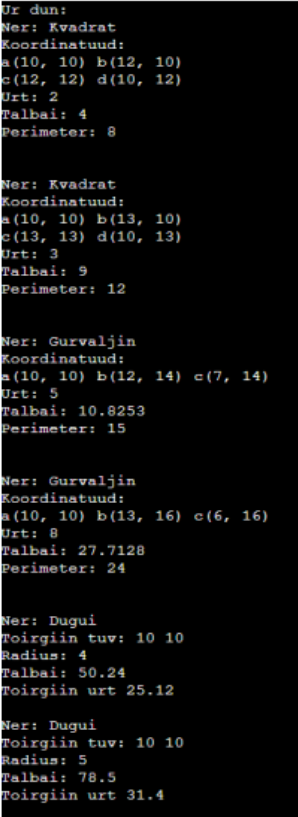 Ur dun:
Ner: Kvadrat
Koordinatuud:
a(10, 10) b(12, 10)
c(12, 12) d(10, 12)
Urt: 2
Talbai: 4
Perimeter: 8
Ner: Kvadrat
Koordinatuud:
a(10, 10) b(13, 10)
c(13, 13) d(10, 13)
Urt: 3
Talbai: 9
Perimeter: 12
Ner: Gurvaljin
Koordinatuud:
a(10, 10) b(12, 14) c(7, 14)
Urt: 5
Talbai: 10.8253
Perimeter: 15
Ner: Gurvaljin
Koordinatuud:
a(10, 10) b(13, 16) c(6, 16)
Urt: 8
Talbai: 27.7128
Perimeter: 24
Ner: Dugui
Toirgiin tuv: 10 10
Radius: 4
Talbai: 50.24
Toirgiin urt 25.12
Ner: Dugui
Toirgiin tuv: 10 10
Radius: 5
Talbai: 78.5
Toirgiin urt 31.4